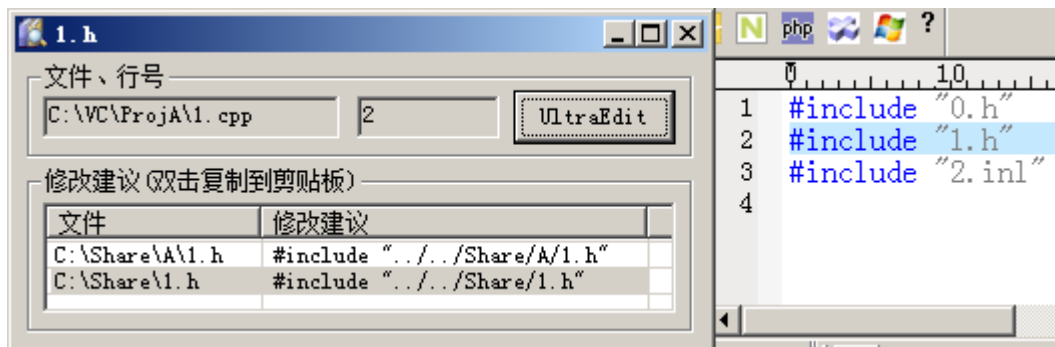 1.h
文件、行号
C:\VC\ProjA\1.cpp 2 UltraEdit
修改建议(双击复制到剪贴板)
文件 修改建议
C:\Share\A\1.h #include "../../Share/A/1.h"
C:\Share\1.h #include "../../Share/1.h"
N php ?
0 10
1 #include "0.h"
2 #include "1.h"
3 #include "2.inl"
4